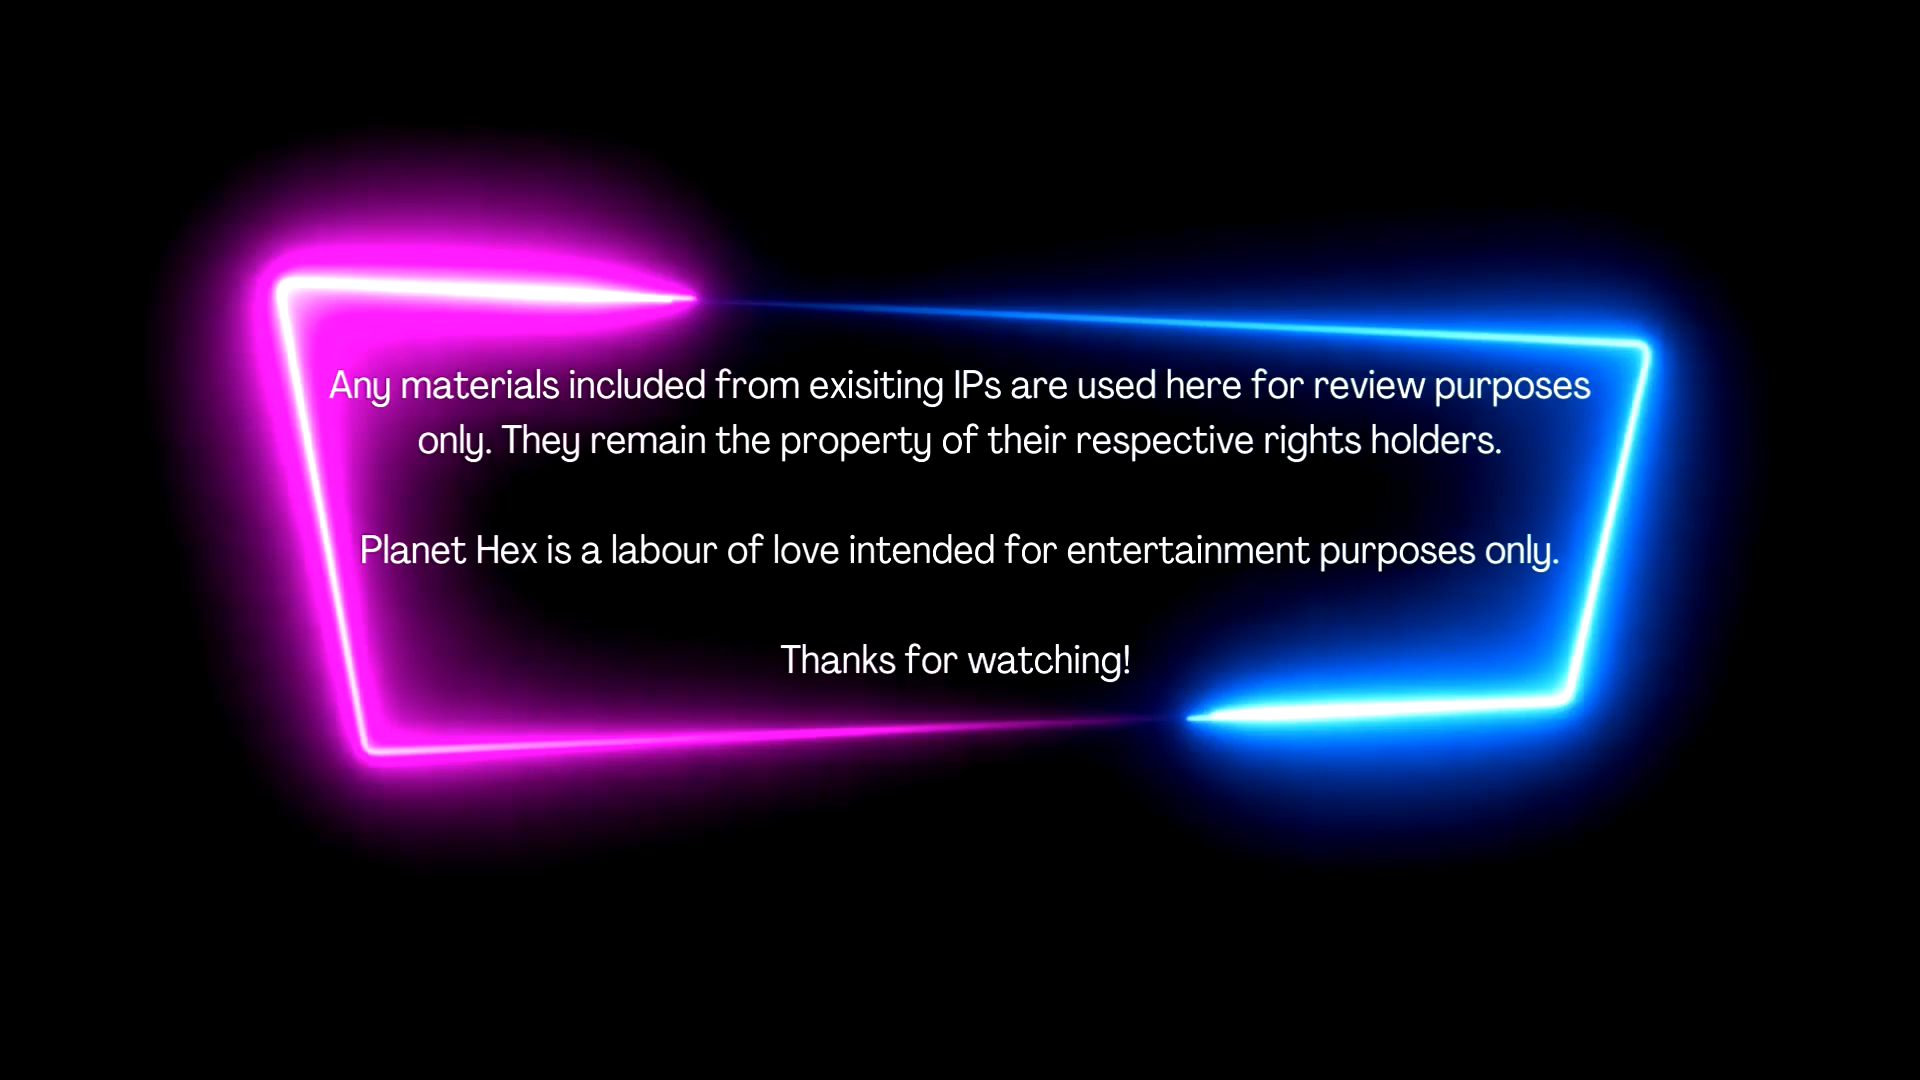 Any materials included from exisiting IPs are used here for review purposes
only. They remain the property of their respective rights holders.
Planet Hex is a labour of love intended for entertainment purposes only.
Thanks for watching!